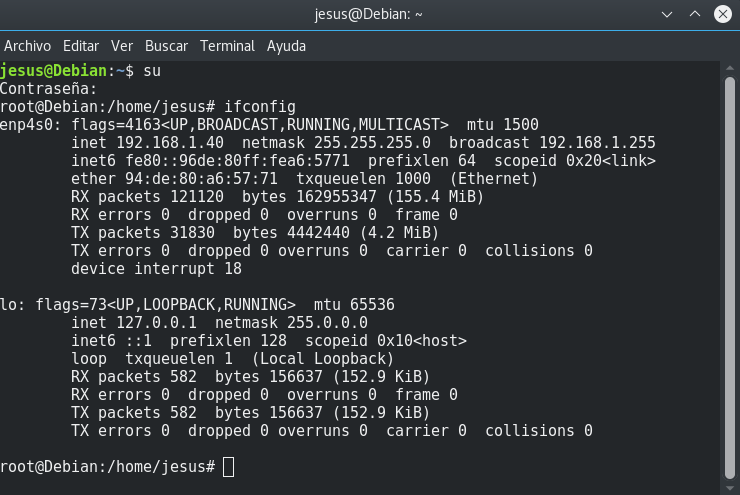 jesus@Debian: ~
Archivo Editar Ver Buscar Terminal Ayuda
jesus@Debian:~$ su
Contraseña:
root@Debian:/home/jesus# ifconfig
enp4s0: flags=4163<UP,BROADCAST,RUNNING,MULTICAST>  mtu 1500
        inet 192.168.1.40  netmask 255.255.255.0  broadcast 192.168.1.255
        inet6 fe80::96de:80ff:fea6:5771  prefixlen 64  scopeid 0x20<link>
        ether 94:de:80:a6:57:71  txqueuelen 1000  (Ethernet)
        RX packets 121120  bytes 162955347 (155.4 MiB)
        RX errors 0  dropped 0  overruns 0  frame 0
        TX packets 31830  bytes 4442440 (4.2 MiB)
        TX errors 0  dropped 0 overruns 0  carrier 0  collisions 0
        device interrupt 18
lo: flags=73<UP,LOOPBACK,RUNNING>  mtu 65536
        inet 127.0.0.1  netmask 255.0.0.0
        inet6 ::1  prefixlen 128  scopeid 0x10<host>
        loop  txqueuelen 1  (Local Loopback)
        RX packets 582  bytes 156637 (152.9 KiB)
        RX errors 0  dropped 0  overruns 0  frame 0
        TX packets 582  bytes 156637 (152.9 KiB)
        TX errors 0  dropped 0 overruns 0  carrier 0  collisions 0
root@Debian:/home/jesus#